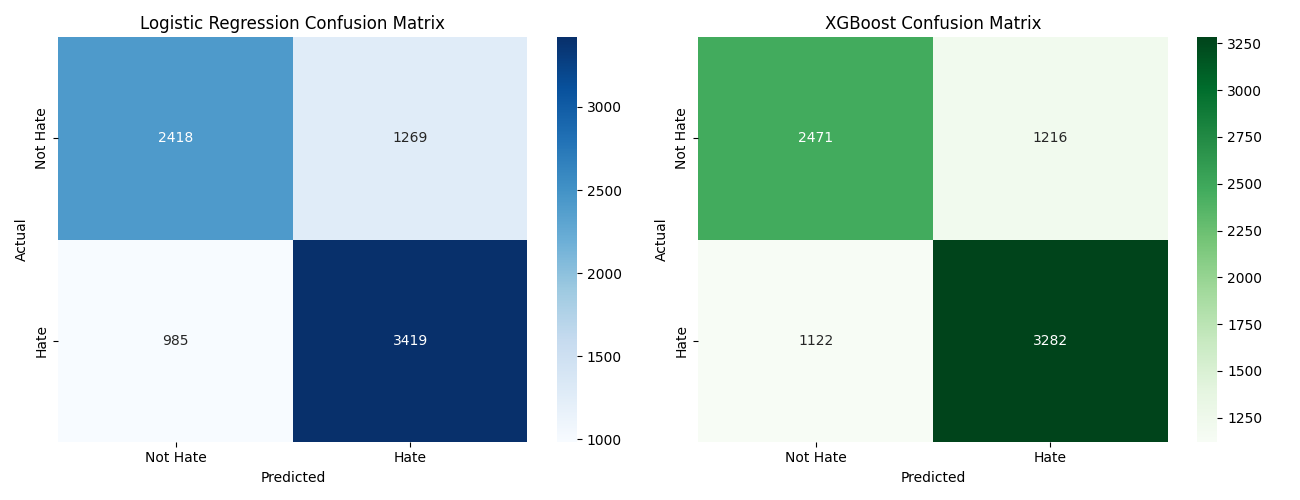 Logistic Regression Confusion Matrix
Actual
Not Hate
Hate
2418 1269
985 3419
Not Hate Hate
Predicted
3000
2500
2000
1500
1000
XGBoost Confusion Matrix
Actual
Not Hate
Hate
2471 1216
1122 3282
Not Hate Hate
Predicted
3250
3000
2750
2500
2250
2000
1750
1500
1250